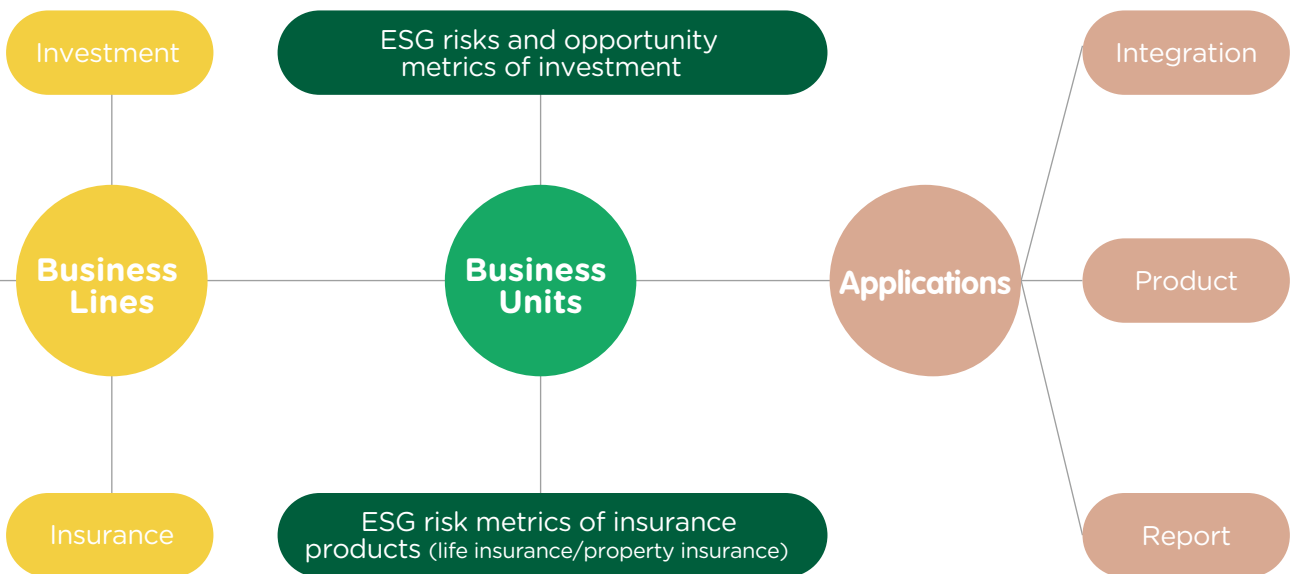 Investment
ESG risks and opportunity
metrics of investment
Integration
Business
Lines
Business
Units
Applications
Product
Insurance
ESG risk metrics of insurance
products (life insurance/property insurance)
Report